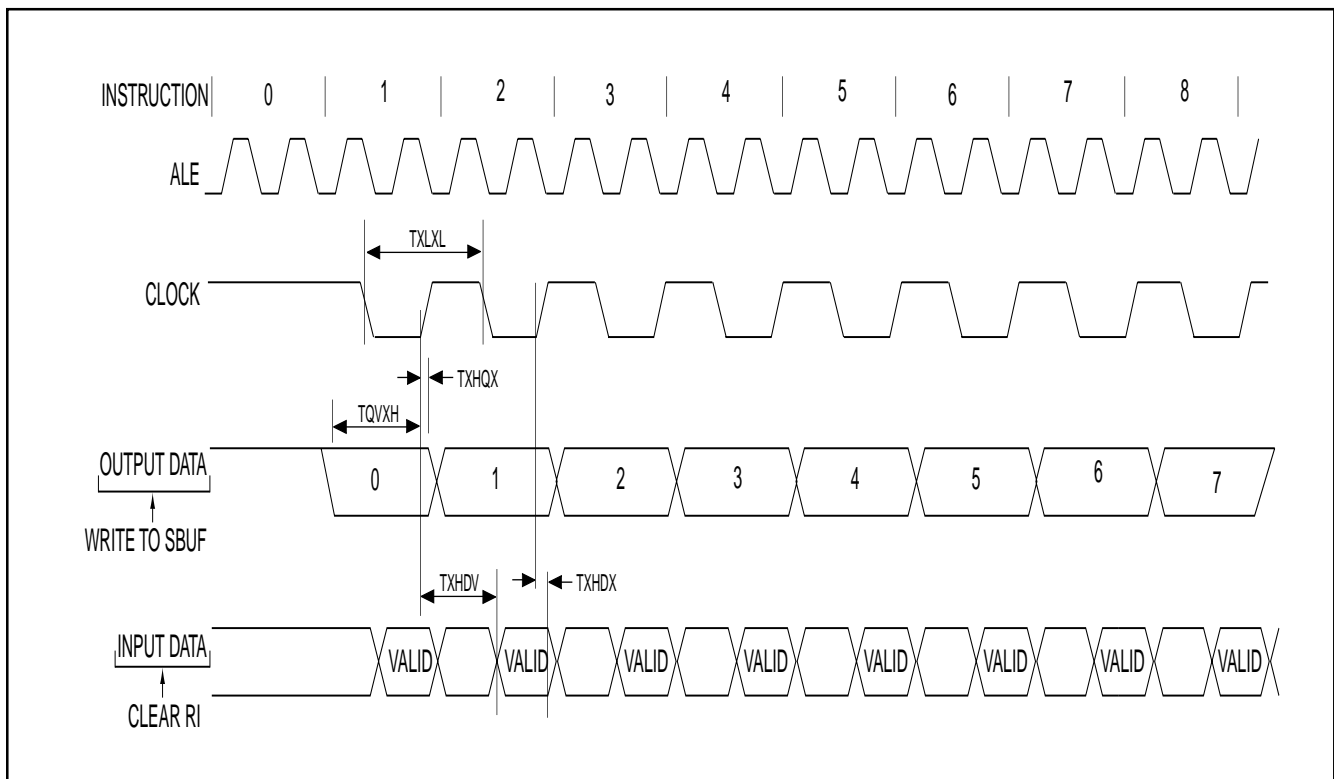 INSTRUCTION 0 1 2 3 4 5 6 7 8
ALE
TXLXL
CLOCK
TXHQX
TQVXH
OUTPUT DATA 0 1 2 3 4 5 6 7
WRITE TO SBUF
TXHDV TXHDX
INPUT DATA VALID VALID VALID VALID VALID VALID VALID VALID
CLEAR RI